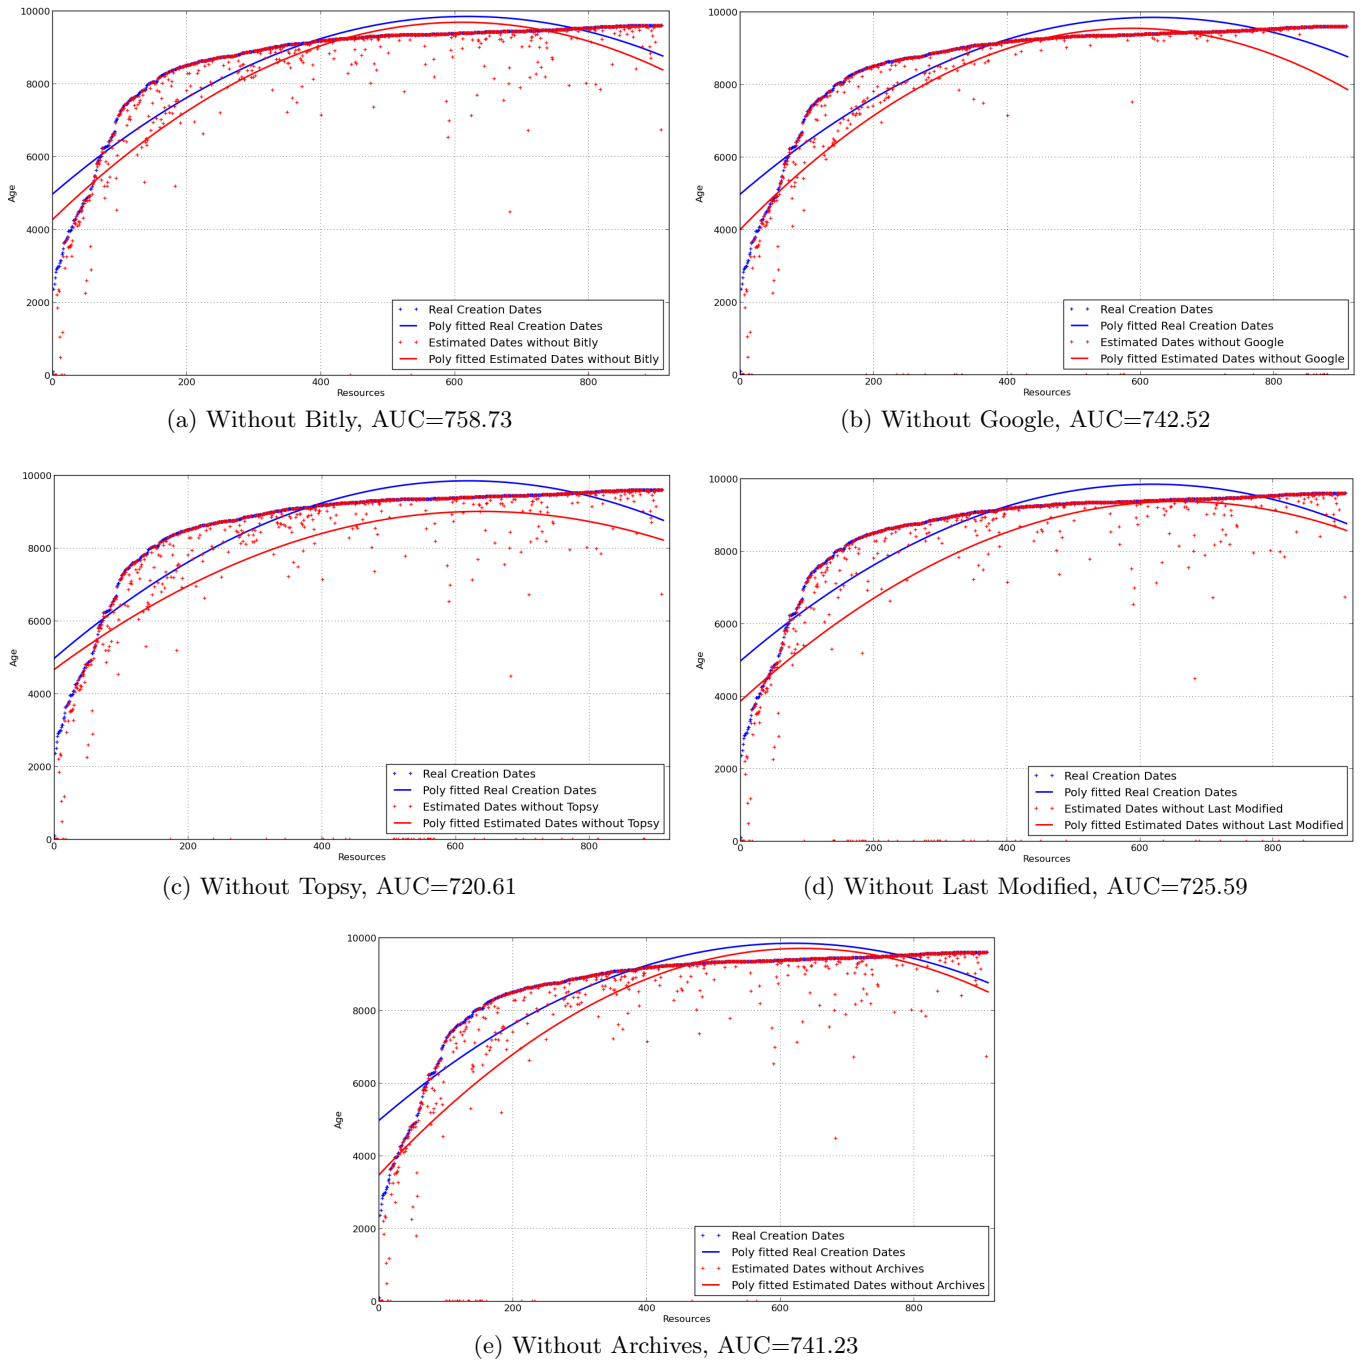 10000
8000
6000
4000
2000
0
Age
0 200 400 600 800
Resources
Real Creation Dates
Poly fitted Real Creation Dates
Estimated Dates without Bitly
Poly fitted Estimated Dates without Bitly
(a) Without Bitly, AUC=758.73
10000
8000
6000
4000
2000
0
Age
0 200 400 600 800
Resources
Real Creation Dates
Poly fitted Real Creation Dates
Estimated Dates without Google
Poly fitted Estimated Dates without Google
(b) Without Google, AUC=742.52
10000
8000
6000
4000
2000
0
Age
0 200 400 600 800
Resources
Real Creation Dates
Poly fitted Real Creation Dates
Estimated Dates without Topsy
Poly fitted Estimated Dates without Topsy
(c) Without Topsy, AUC=720.61
10000
8000
6000
4000
2000
0
Age
0 200 400 600 800
Resources
Real Creation Dates
Poly fitted Real Creation Dates
Estimated Dates without Last Modified
Poly fitted Estimated Dates without Last Modified
(d) Without Last Modified, AUC=725.59
10000
8000
6000
4000
2000
0
Age
0 200 400 600 800
Resources
Real Creation Dates
Poly fitted Real Creation Dates
Estimated Dates without Archives
Poly fitted Estimated Dates without Archives
(e) Without Archives, AUC=741.23